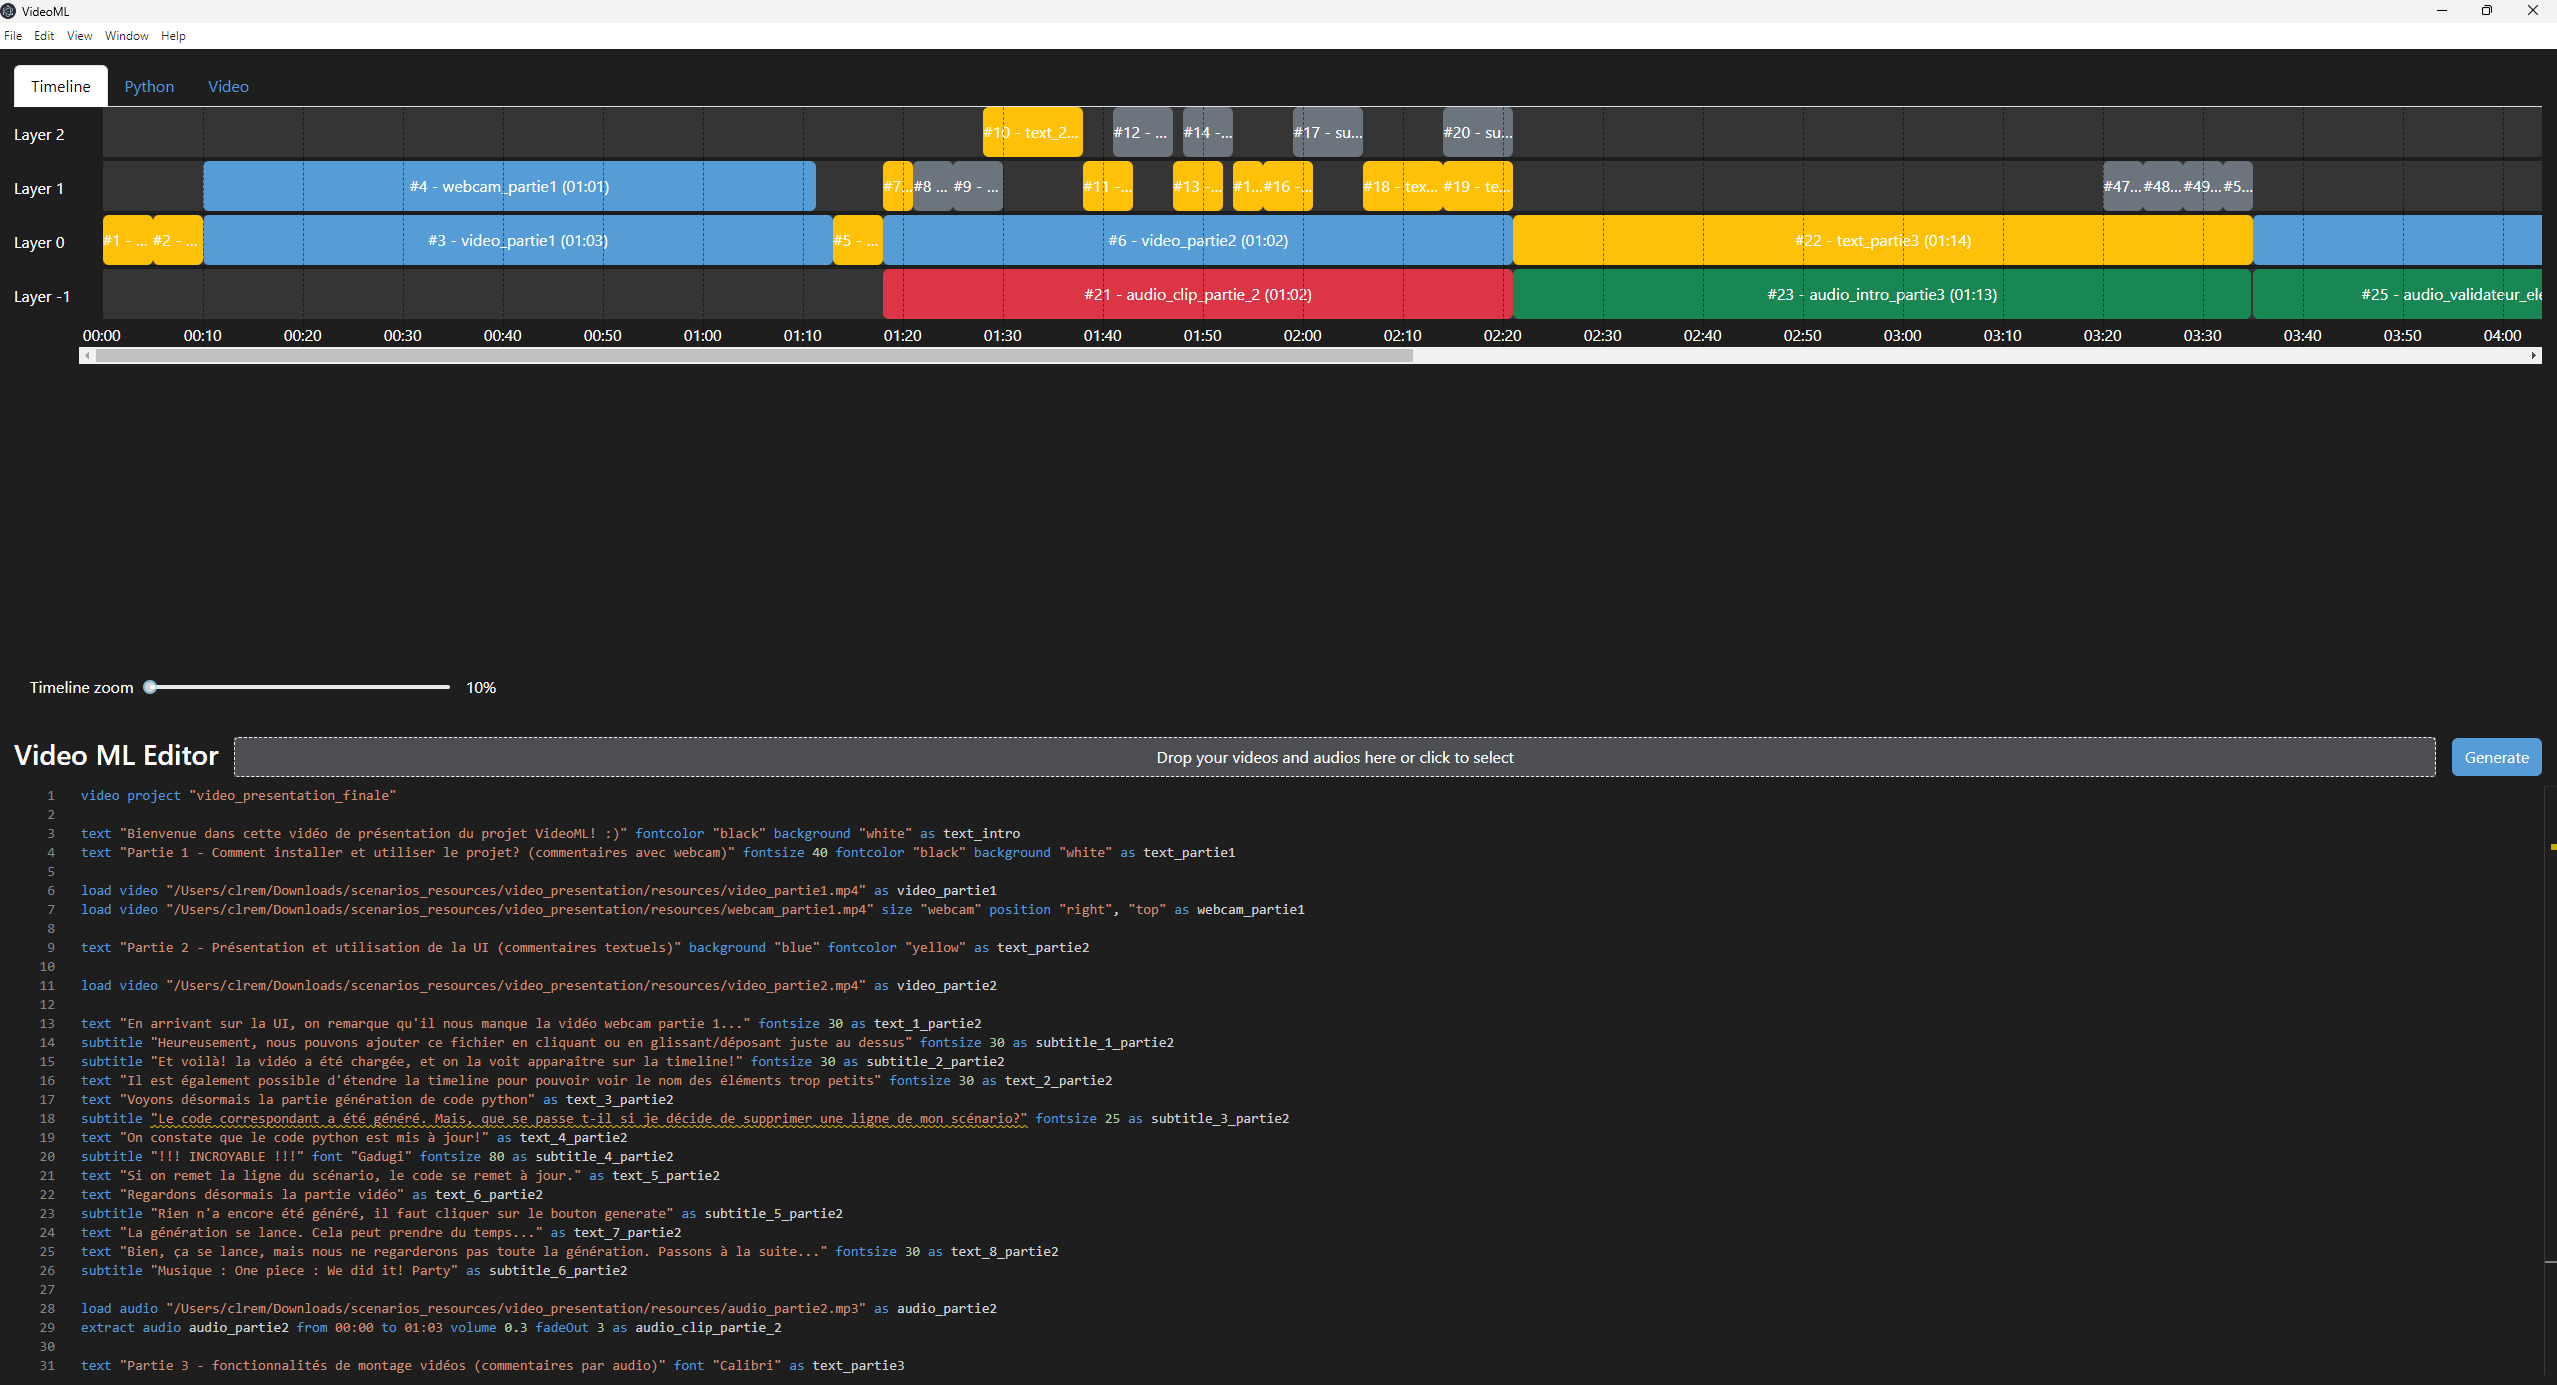 VideoML
File Edit View Window Help
Timeline Python Video
Layer 2
#10 - text_2... #12 - ... #14 -... #17 - su... #20 - su...
Layer 1
#4 - webcam_partie1 (01:01) #7... #8 ... #9 - ... #11 -... #13 -... #1... #16 -... #18 - tex... #19 - te... #47... #48... #49... #5...
Layer 0
#1 - ... #2 - ... #3 - video_partie1 (01:03) #5 - ... #6 - video_partie2 (01:02) #22 - text_partie3 (01:14)
Layer -1
#21 - audio_clip_partie_2 (01:02) #23 - audio_intro_partie3 (01:13) #25 - audio_validateur_ele
00:00 00:10 00:20 00:30 00:40 00:50 01:00 01:10 01:20 01:30 01:40 01:50 02:00 02:10 02:20 02:30 02:40 02:50 03:00 03:10 03:20 03:30 03:40 03:50 04:00
Timeline zoom 10%
Video ML Editor Drop your videos and audios here or click to select Generate
1 video project "video_presentation_finale"
2
3 text "Bienvenue dans cette vidéo de présentation du projet VideoML! :)" fontcolor "black" background "white" as text_intro
4 text "Partie 1 - Comment installer et utiliser le projet? (commentaires avec webcam)" fontsize 40 fontcolor "black" background "white" as text_partie1
5
6 load video "/Users/clrem/Downloads/scenarios_resources/video_presentation/resources/video_partie1.mp4" as video_partie1
7 load video "/Users/clrem/Downloads/scenarios_resources/video_presentation/resources/webcam_partie1.mp4" size "webcam" position "right", "top" as webcam_partie1
8
9 text "Partie 2 - Présentation et utilisation de la UI (commentaires textuels)" background "blue" fontcolor "yellow" as text_partie2
10
11 load video "/Users/clrem/Downloads/scenarios_resources/video_presentation/resources/video_partie2.mp4" as video_partie2
12
13 text "En arrivant sur la UI, on remarque qu'il nous manque la vidéo webcam partie 1..." fontsize 30 as text_1_partie2
14 subtitle "Heureusement, nous pouvons ajouter ce fichier en cliquant ou en glissant/déposant juste au dessus" fontsize 30 as subtitle_1_partie2
15 subtitle "Et voilà! la vidéo a été chargée, et on la voit apparaître sur la timeline!" fontsize 30 as subtitle_2_partie2
16 text "Il est également possible d'étendre la timeline pour pouvoir voir le nom des éléments trop petits" fontsize 30 as text_2_partie2
17 text "Voyons désormais la partie génération de code python" as text_3_partie2
18 subtitle "Le code correspondant a été généré. Mais, que se passe t-il si je décide de supprimer une ligne de mon scénario?" fontsize 25 as subtitle_3_partie2
19 text "On constate que le code python est mis à jour!" as text_4_partie2
20 subtitle "!!! INCROYABLE !!!" font "Gadugi" fontsize 80 as subtitle_4_partie2
21 text "Si on remet la ligne du scénario, le code se remet à jour." as text_5_partie2
22 text "Regardons désormais la partie vidéo" as text_6_partie2
23 subtitle "Rien n'a encore été généré, il faut cliquer sur le bouton generate" as subtitle_5_partie2
24 text "La génération se lance. Cela peut prendre du temps..." as text_7_partie2
25 text "Bien, ça se lance, mais nous ne regarderons pas toute la génération. Passons à la suite..." fontsize 30 as text_8_partie2
26 subtitle "Musique : One piece : We did it! Party" as subtitle_6_partie2
27
28 load audio "/Users/clrem/Downloads/scenarios_resources/video_presentation/resources/audio_partie2.mp3" as audio_partie2
29 extract audio audio_partie2 from 00:00 to 01:03 volume 0.3 fadeOut 3 as audio_clip_partie_2
30
31 text "Partie 3 - fonctionnalités de montage vidéos (commentaires par audio)" font "Calibri" as text_partie3